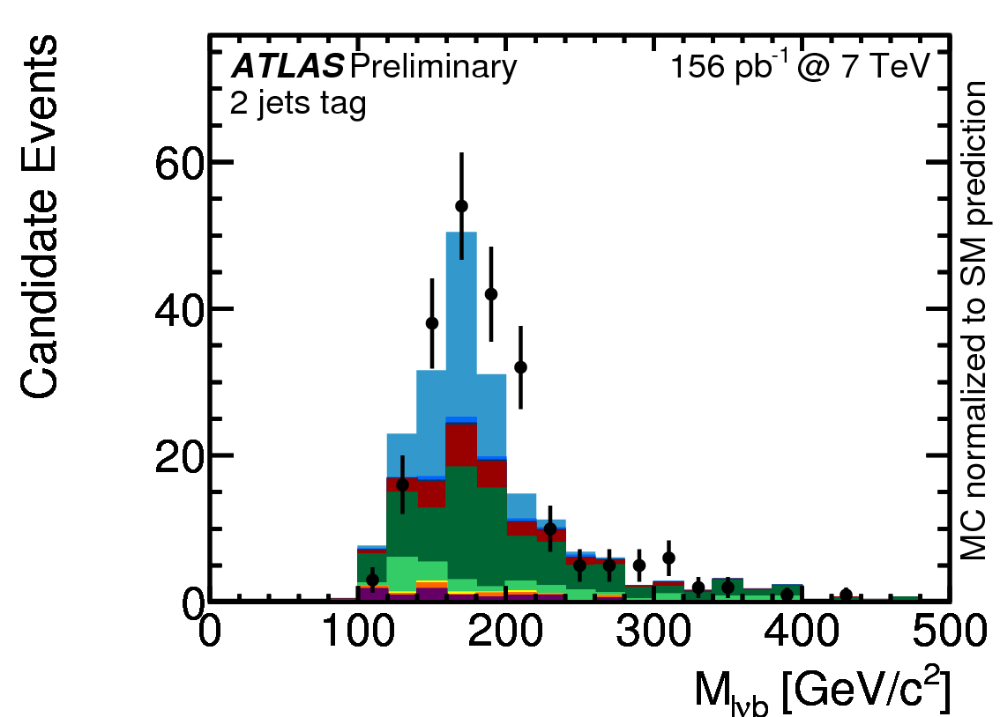 ATLAS Preliminary 156 pb⁻¹ @ 7 TeV
2 jets tag
Candidate Events
60
40
20
0
0 100 200 300 400 500
M_lνb [GeV/c²]
MC normalized to SM prediction